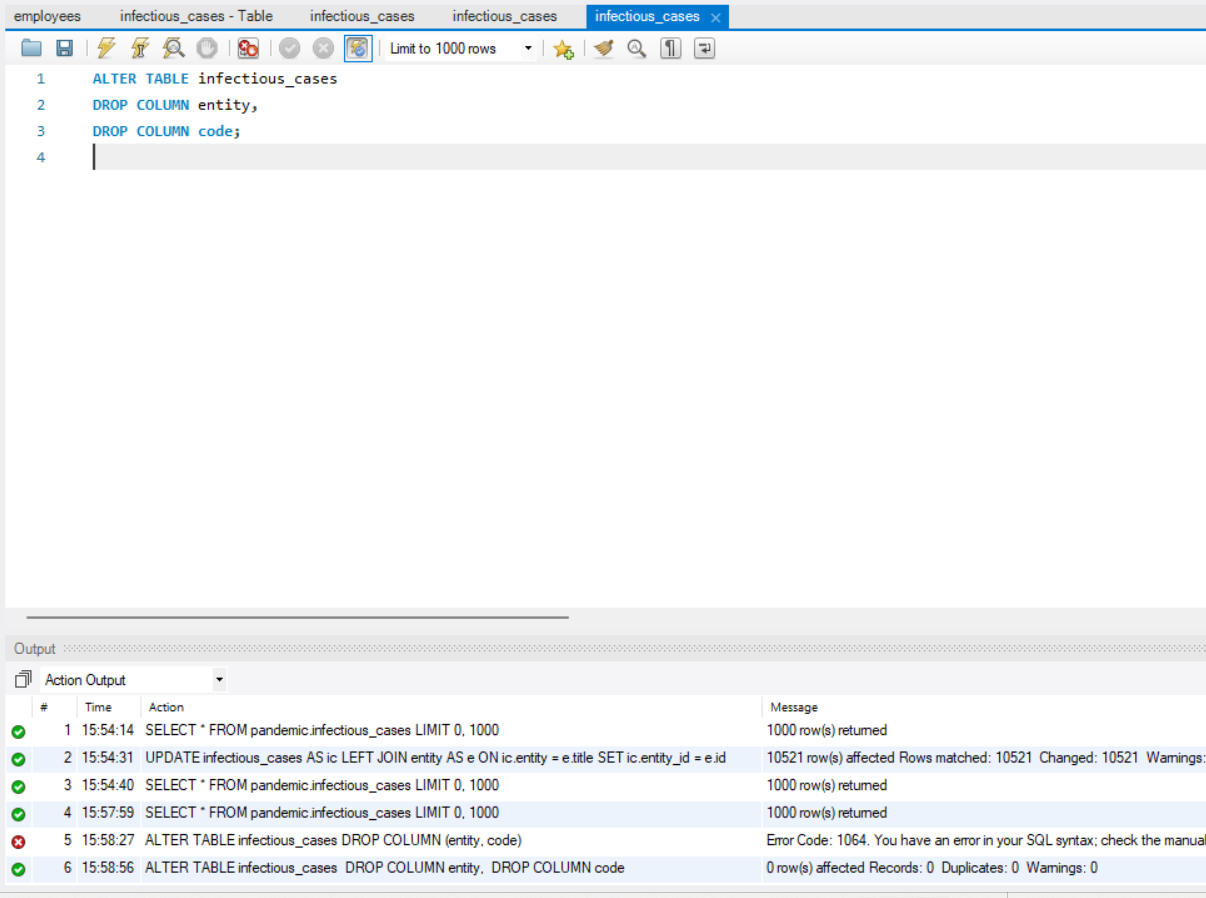 employees infectious_cases - Table infectious_cases infectious_cases infectious_cases
Limit to 1000 rows
1 ALTER TABLE infectious_cases
2 DROP COLUMN entity,
3 DROP COLUMN code;
4
Output
Action Output
# Time Action Message
1 15:54:14 SELECT * FROM pandemic.infectious_cases LIMIT 0, 1000 1000 row(s) returned
2 15:54:31 UPDATE infectious_cases AS ic LEFT JOIN entity AS e ON ic.entity = e.title SET ic.entity_id = e.id 10521 row(s) affected Rows matched: 10521 Changed: 10521 Warnings:
3 15:54:40 SELECT * FROM pandemic.infectious_cases LIMIT 0, 1000 1000 row(s) returned
4 15:57:59 SELECT * FROM pandemic.infectious_cases LIMIT 0, 1000 1000 row(s) returned
5 15:58:27 ALTER TABLE infectious_cases DROP COLUMN (entity, code) Error Code: 1064. You have an error in your SQL syntax; check the manual
6 15:58:56 ALTER TABLE infectious_cases DROP COLUMN entity, DROP COLUMN code 0 row(s) affected Records: 0 Duplicates: 0 Warnings: 0